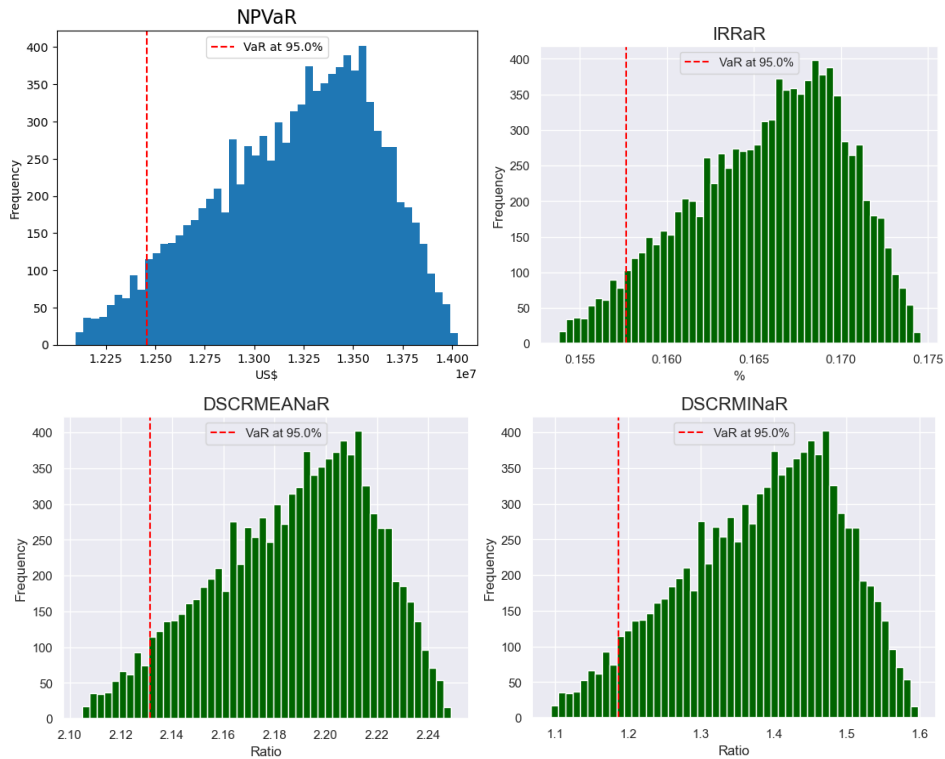 NPVaR
VaR at 95.0%
400
350
300
250
200
150
100
50
0
Frequency
1.225 1.250 1.275 1.300 1.325 1.350 1.375 1.400
US$
1e7
IRRaR
VaR at 95.0%
400
350
300
250
200
150
100
50
0
Frequency
0.155 0.160 0.165 0.170 0.175
%
DSCRMEANaR
VaR at 95.0%
400
350
300
250
200
150
100
50
0
Frequency
2.10 2.12 2.14 2.16 2.18 2.20 2.22 2.24
Ratio
DSCRMINaR
VaR at 95.0%
400
350
300
250
200
150
100
50
0
Frequency
1.1 1.2 1.3 1.4 1.5 1.6
Ratio